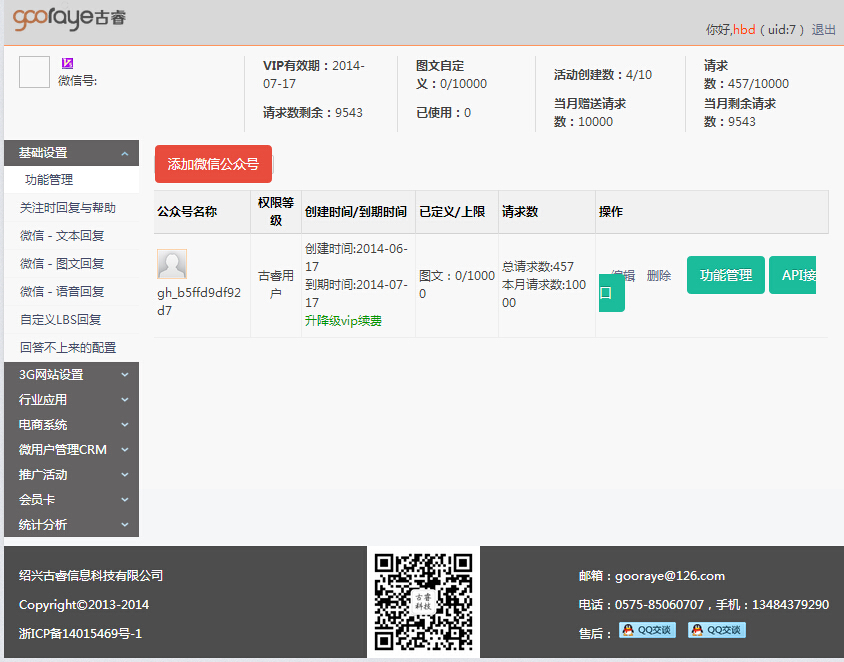 gooraye古睿
你好,hbd ( uid:7 ) 退出
微信号:
VIP有效期：2014-
07-17
请求数剩余：9543
图文自定
义：0/10000
已使用：0
活动创建数：4/10
当月赠送请求
数：10000
请求
数：457/10000
当月剩余请求
数：9543
基础设置
功能管理
关注时回复与帮助
微信 - 文本回复
微信 - 图文回复
微信 - 语音回复
自定义LBS回复
回答不上来的配置
3G网站设置
行业应用
电商系统
微用户管理CRM
推广活动
会员卡
统计分析
添加微信公众号
公众号名称
权限等
级
创建时间/到期时间
已定义/上限
请求数
操作
gh_b5ffd9df92
d7
古睿用
户
创建时间:2014-06-
17
到期时间:2014-07-
17
升降级vip续费
图文：0/1000
0
总请求数:457
本月请求数:100
00
编辑 删除 功能管理 API接
口
绍兴古睿信息科技有限公司
Copyright©2013-2014
浙ICP备14015469号-1
古睿
科技
邮箱：gooraye@126.com
电话：0575-85060707，手机：13484379290
售后： QQ交谈 QQ交谈